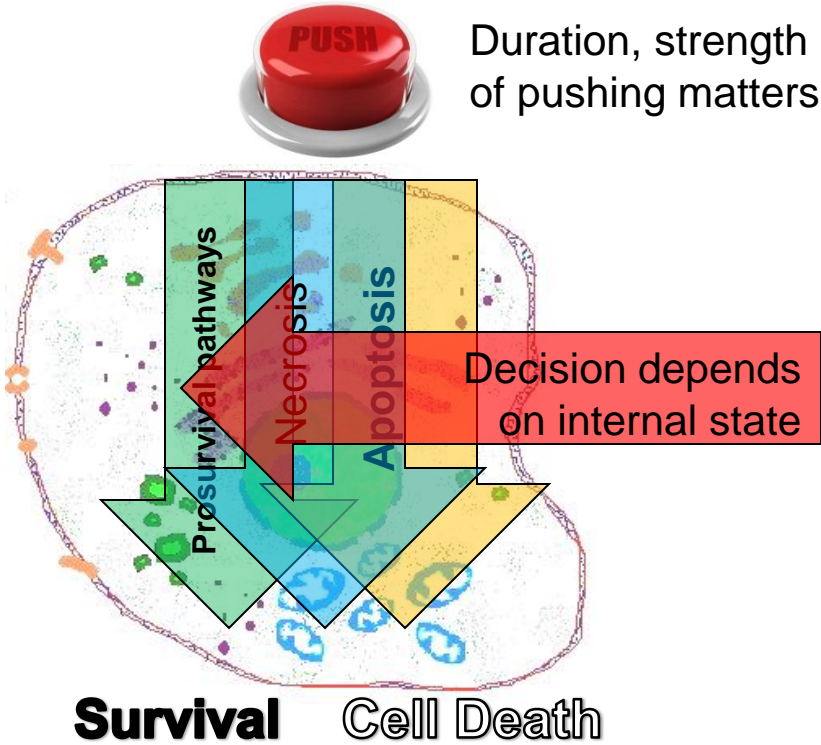 PUSH
Duration, strength
of pushing matters
Prosurvival pathways
Necrosis
Apoptosis
Decision depends
on internal state
Survival
Cell Death